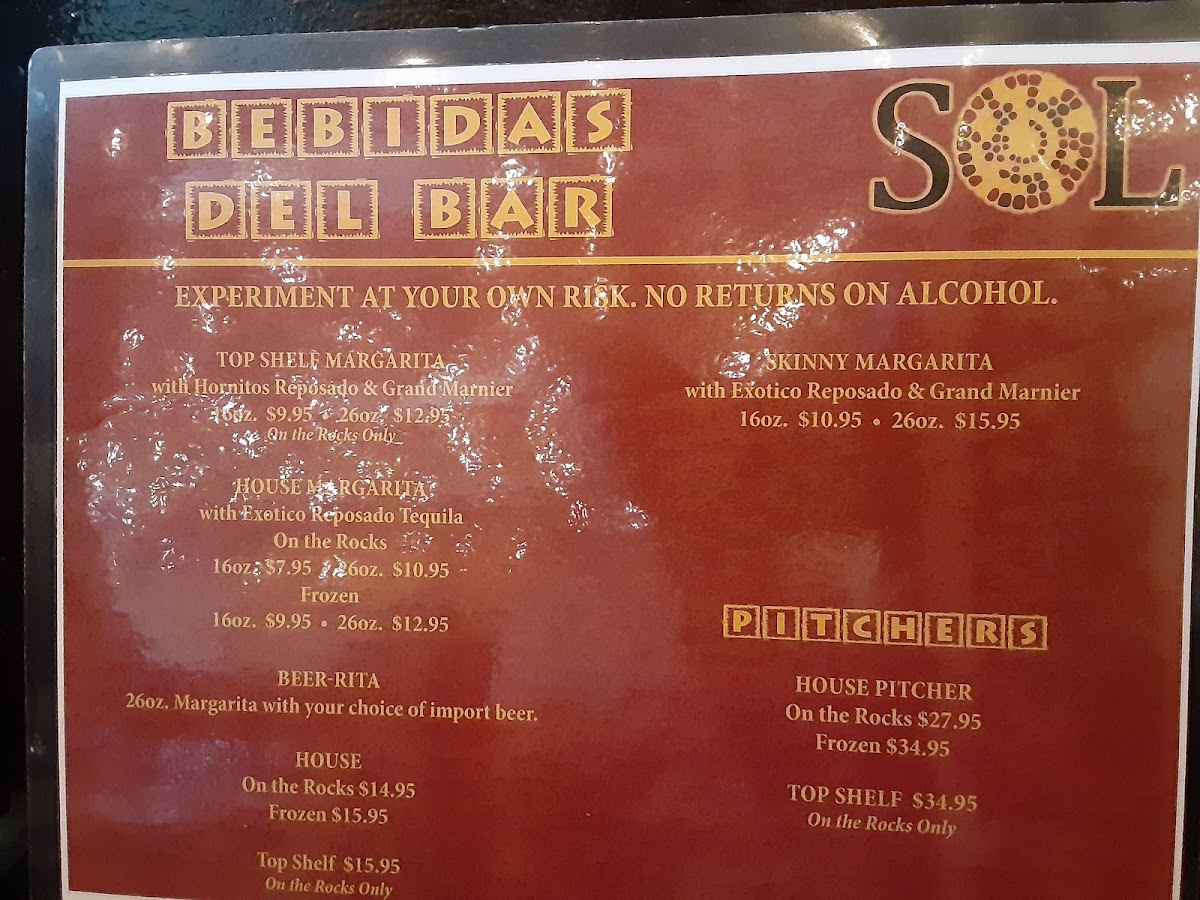 BEBIDAS
DEL BAR
SOL
EXPERIMENT AT YOUR OWN RISK. NO RETURNS ON ALCOHOL.
TOP SHELF MARGARITA
with Hornitos Reposado & Grand Marnier
16oz. $9.95 • 26oz. $12.95
On the Rocks Only
HOUSE MARGARITA
with Exotico Reposado Tequila
On the Rocks
16oz. $7.95 • 26oz. $10.95
Frozen
16oz. $9.95 • 26oz. $12.95
BEER-RITA
26oz. Margarita with your choice of import beer.
HOUSE
On the Rocks $14.95
Frozen $15.95
Top Shelf $15.95
On the Rocks Only
SKINNY MARGARITA
with Exotico Reposado & Grand Marnier
16oz. $10.95 • 26oz. $15.95
PITCHERS
HOUSE PITCHER
On the Rocks $27.95
Frozen $34.95
TOP SHELF $34.95
On the Rocks Only